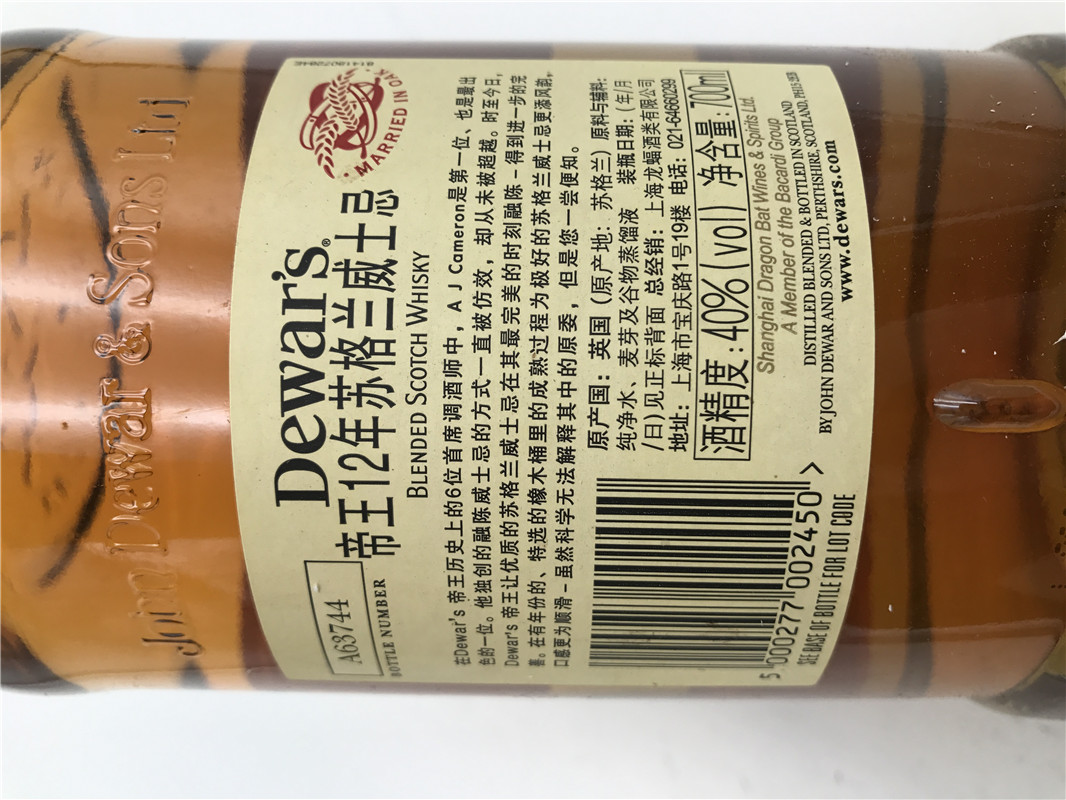 John Dewar & Sons Ltd
A63744
BOTTLE NUMBER
MARRIED IN OAK
Dewar's®
帝王12年苏格兰威士忌
BLENDED SCOTCH WHISKY
在Dewar's 帝王历史上的6位首席调酒师中，A J Cameron是第一位、也是最出
色的一位。他独创的融陈威士忌的方式一直被仿效，却从未被超越。时至今日，
Dewar's 帝王让优质的苏格兰威士忌在其最完美的时刻融陈－得到进一步的完
善。在有年份的、特选的橡木桶里的成熟过程为极好的苏格兰威士忌更添风韵，
口感更为顺滑－虽然科学无法解释其中的原委，但是您一尝便知。
原产国：英国（原产地：苏格兰）原料与辅料：
纯净水、麦芽及谷物蒸馏液 装瓶日期：（年/月
/日）见正标背面 总经销：上海龙蝠酒类有限公司
地址：上海市宝庆路1号19楼 电话：021-64660299
酒精度：40%(vol) 净含量：700ml
Shanghai Dragon Bat Wines & Spirits Ltd.
A Member of the Bacardi Group
DISTILLED BLENDED & BOTTLED IN SCOTLAND
BY JOHN DEWAR AND SONS LTD, PERTHSHIRE, SCOTLAND,
www.dewars.com
5 000277 002450 >
SEE BASE OF BOTTLE FOR LOT CODE